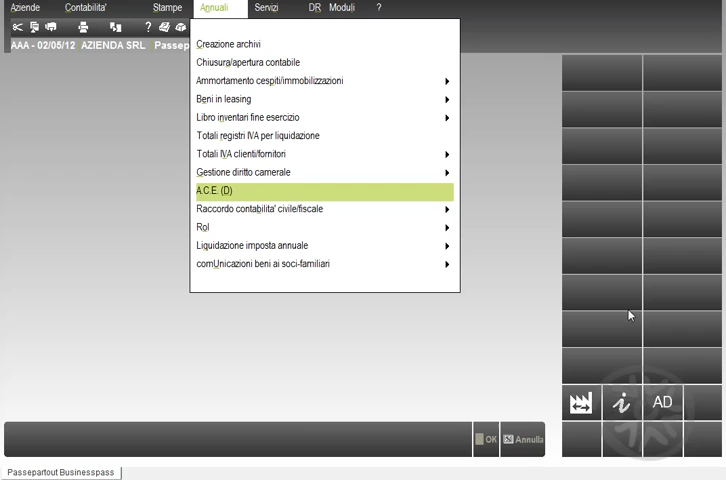 Aziende Contabilita' Stampe Annuali Servizi DR Moduli ?
?
AAA - 02/05/12 AZIENDA SRL Passep
Creazione archivi
Chiusura/apertura contabile
Ammortamento cespiti/immobilizzazioni
Beni in leasing
Libro inventari fine esercizio
Totali registri IVA per liquidazione
Totali IVA clienti/fornitori
Gestione diritto camerale
A.C.E. (D)
Raccordo contabilita' civile/fiscale
Rol
Liquidazione imposta annuale
comUnicazioni beni ai soci-familiari
i AD
OK Annulla
Passepartout Businesspass